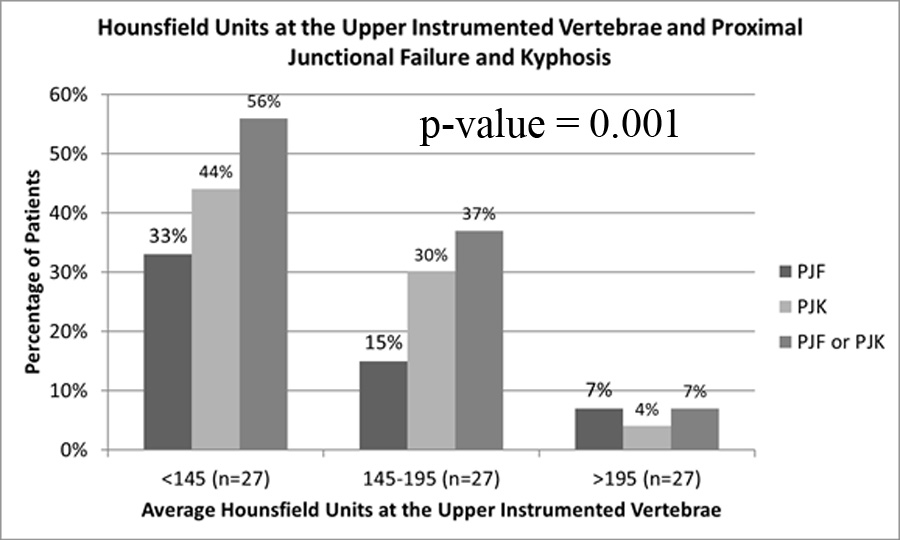 Hounsfield Units at the Upper Instrumented Vertebrae and Proximal
Junctional Failure and Kyphosis
p-value = 0.001
Percentage of Patients
60%
50%
40%
30%
20%
10%
0%
33%
44%
56%
15%
30%
37%
7%
4%
7%
PJF
PJK
PJF or PJK
<145 (n=27)
145-195 (n=27)
>195 (n=27)
Average Hounsfield Units at the Upper Instrumented Vertebrae